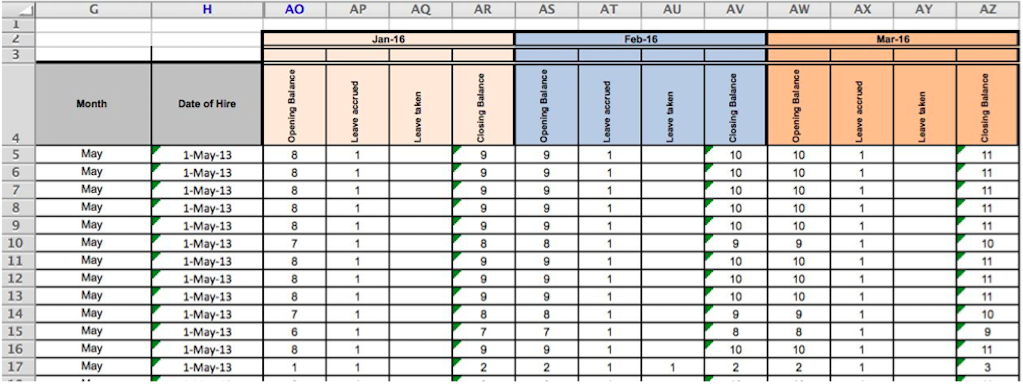 G H AO AP AQ AR AS AT AU AV AW AX AY AZ
1
2 Jan-16 Feb-16 Mar-16
3
4 Month Date of Hire Opening Balance Leave accrued Leave taken Closing Balance Opening Balance Leave accrued Leave taken Closing Balance Opening Balance Leave accrued Leave taken Closing Balance
5 May 1-May-13 8 1 9 9 1 10 10 1 11
6 May 1-May-13 8 1 9 9 1 10 10 1 11
7 May 1-May-13 8 1 9 9 1 10 10 1 11
8 May 1-May-13 8 1 9 9 1 10 10 1 11
9 May 1-May-13 8 1 9 9 1 10 10 1 11
10 May 1-May-13 7 1 8 8 1 9 9 1 10
11 May 1-May-13 8 1 9 9 1 10 10 1 11
12 May 1-May-13 8 1 9 9 1 10 10 1 11
13 May 1-May-13 8 1 9 9 1 10 10 1 11
14 May 1-May-13 7 1 8 8 1 9 9 1 10
15 May 1-May-13 6 1 7 7 1 8 8 1 9
16 May 1-May-13 8 1 9 9 1 10 10 1 11
17 May 1-May-13 1 1 2 2 1 1 2 2 1 3